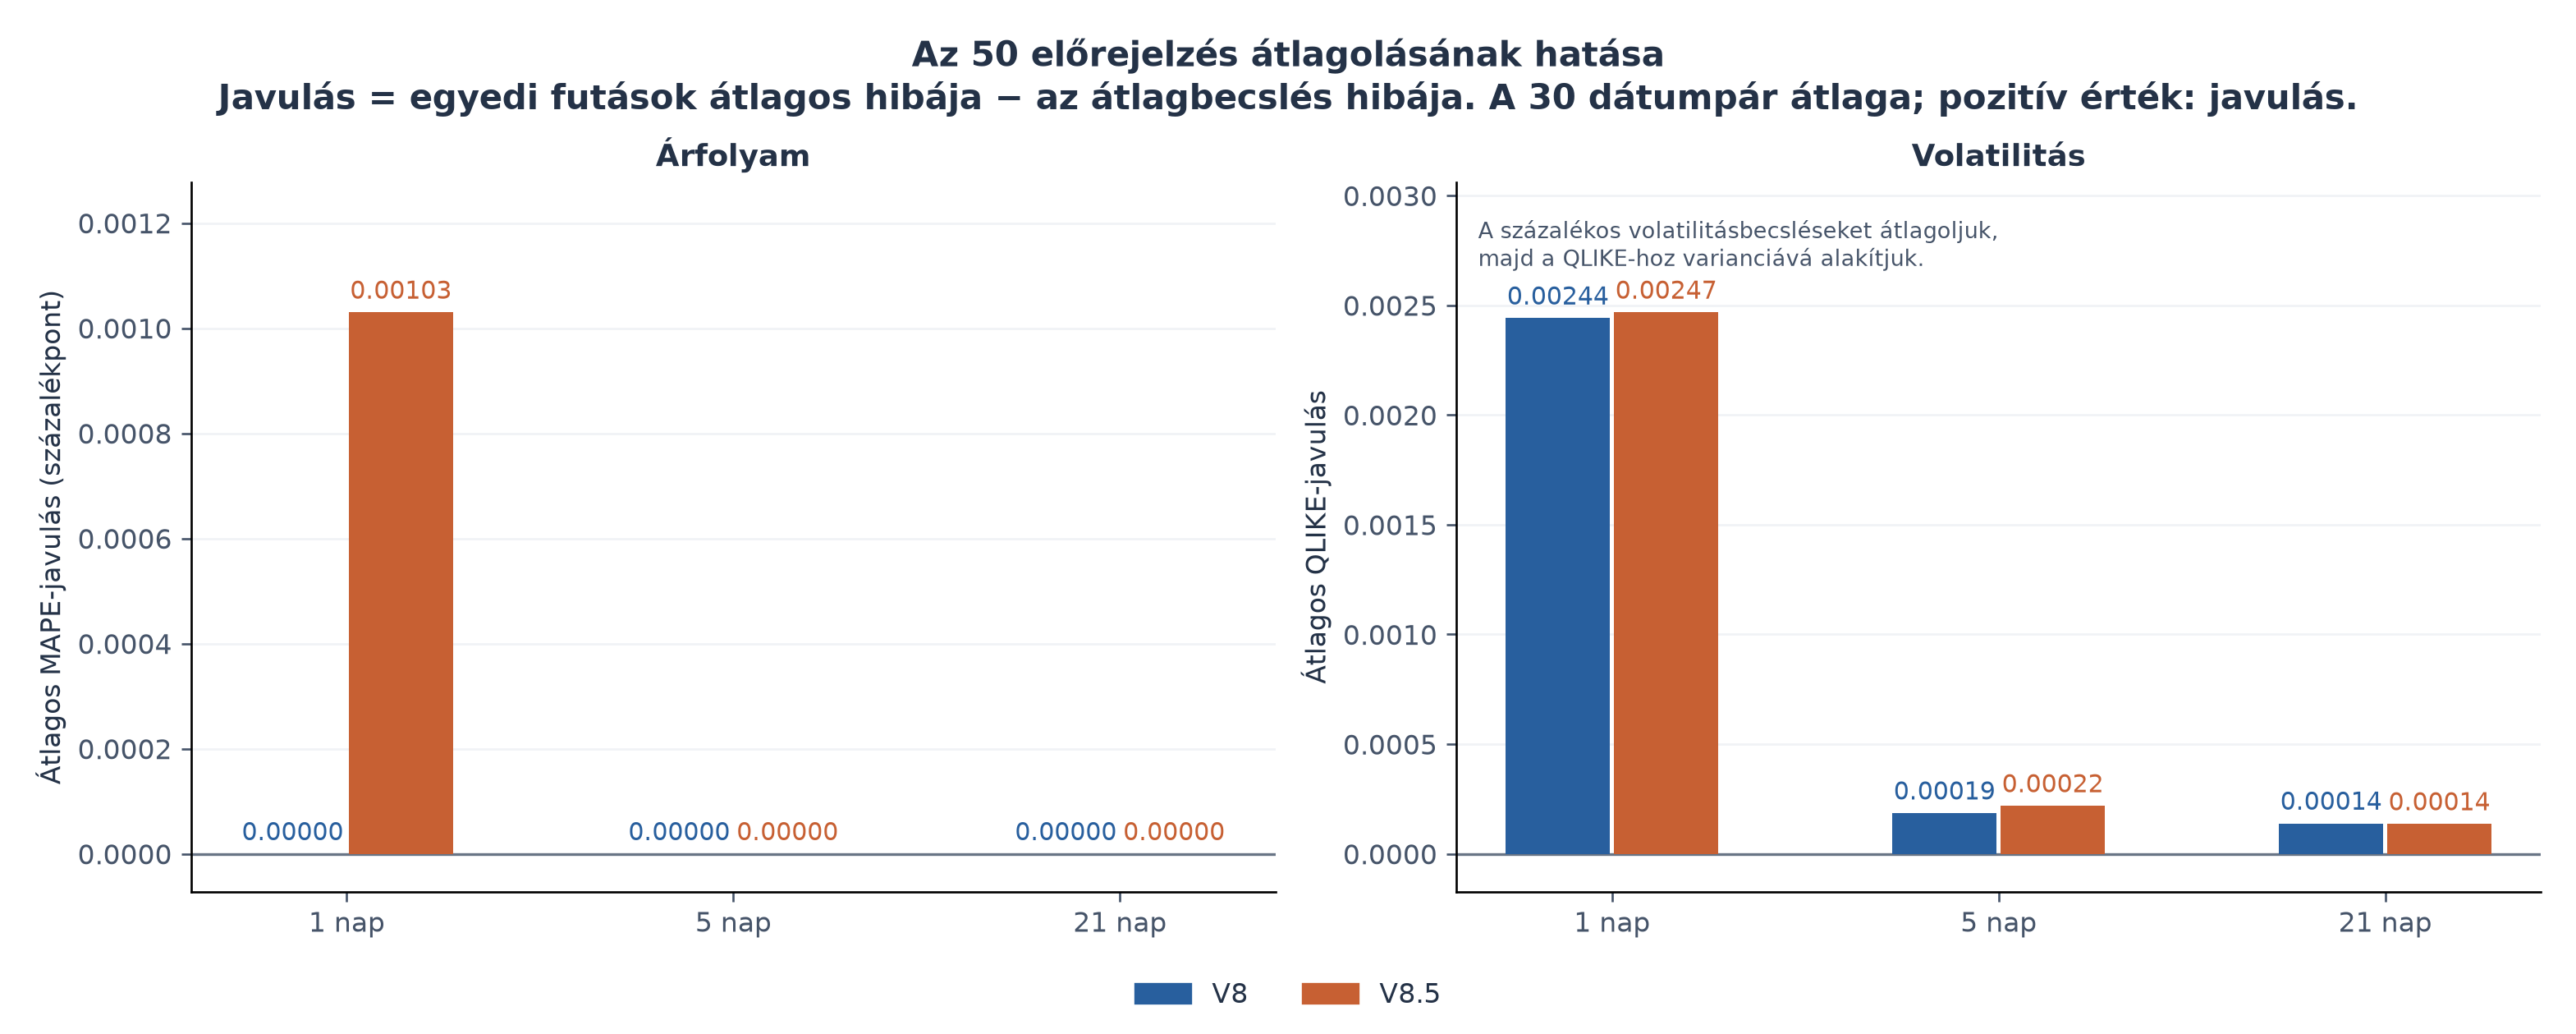 Az 50 előrejelzés átlagolásának hatása
Javulás = egyedi futások átlagos hibája − az átlagbecslés hibája. A 30 dátumpár átlaga; pozitív érték: javulás.
Árfolyam
Átlagos MAPE-javulás (százalékpont)
0.0012
0.0010
0.0008
0.0006
0.0004
0.0002
0.0000
0.00103
0.00000
0.00000 0.00000
0.00000 0.00000
1 nap
5 nap
21 nap
Volatilitás
Átlagos QLIKE-javulás
0.0030
0.0025
0.0020
0.0015
0.0010
0.0005
0.0000
A százalékos volatilitásbecsléseket átlagoljuk,
majd a QLIKE-hoz varianciává alakítjuk.
0.00244 0.00247
0.00019 0.00022
0.00014 0.00014
1 nap
5 nap
21 nap
V8
V8.5